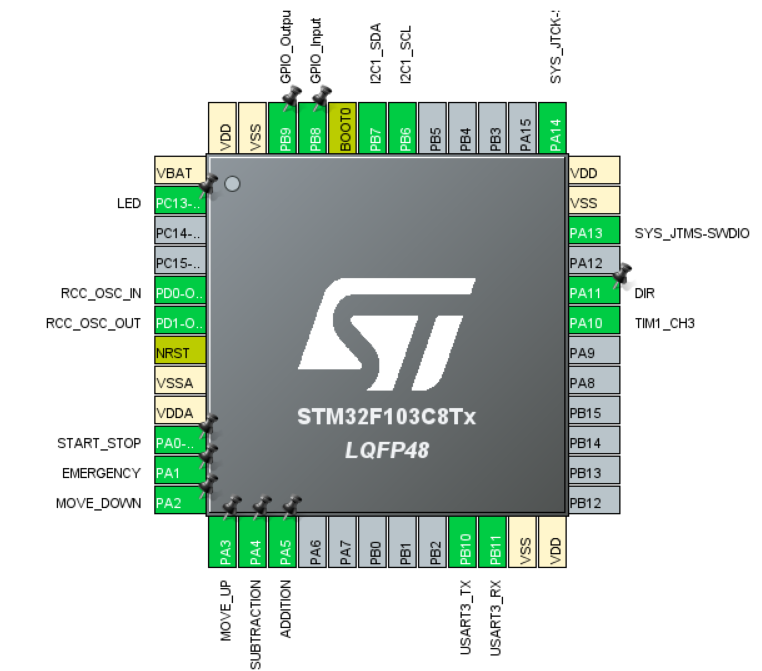 GPIO_Outpu
GPIO_Input
I2C1_SDA
I2C1_SCL
SYS_JTCK-
VDD
VSS
PB9
PB8
BOOT0
PB7
PB6
PB5
PB4
PB3
PA15
PA14
VBAT
LED PC13-..
PC14-..
PC15-..
RCC_OSC_IN PD0-O..
RCC_OSC_OUT PD1-O..
NRST
VSSA
VDDA
START_STOP PA0-..
EMERGENCY PA1
MOVE_DOWN PA2
VDD
VSS
PA13 SYS_JTMS-SWDIO
PA12
PA11 DIR
PA10 TIM1_CH3
PA9
PA8
PB15
PB14
PB13
PB12
ST
STM32F103C8Tx
LQFP48
PA3
PA4
PA5
PA6
PA7
PB0
PB1
PB2
PB10
PB11
VSS
VDD
MOVE_UP
SUBTRACTION
ADDITION
USART3_TX
USART3_RX